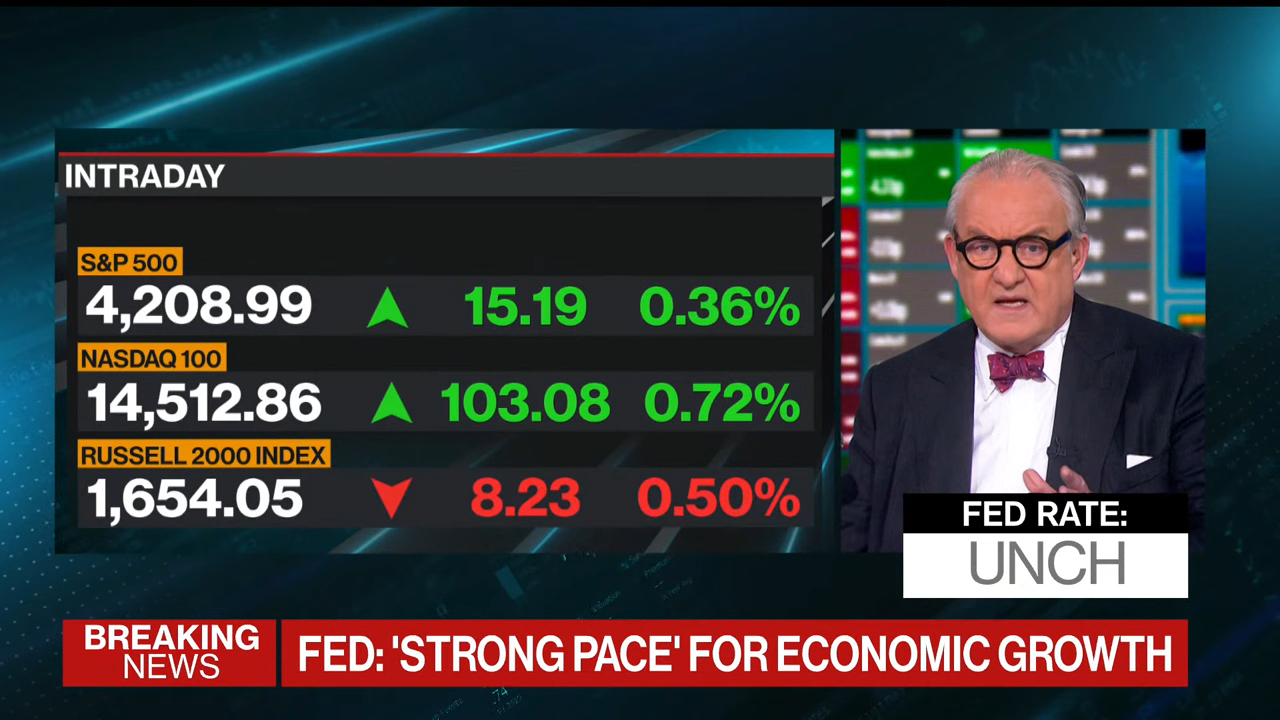 INTRADAY
S&P 500
4,208.99 ▲ 15.19 0.36%
NASDAQ 100
14,512.86 ▲ 103.08 0.72%
RUSSELL 2000 INDEX
1,654.05 ▼ 8.23 0.50%
FED RATE:
UNCH
BREAKING
NEWS
FED: 'STRONG PACE' FOR ECONOMIC GROWTH